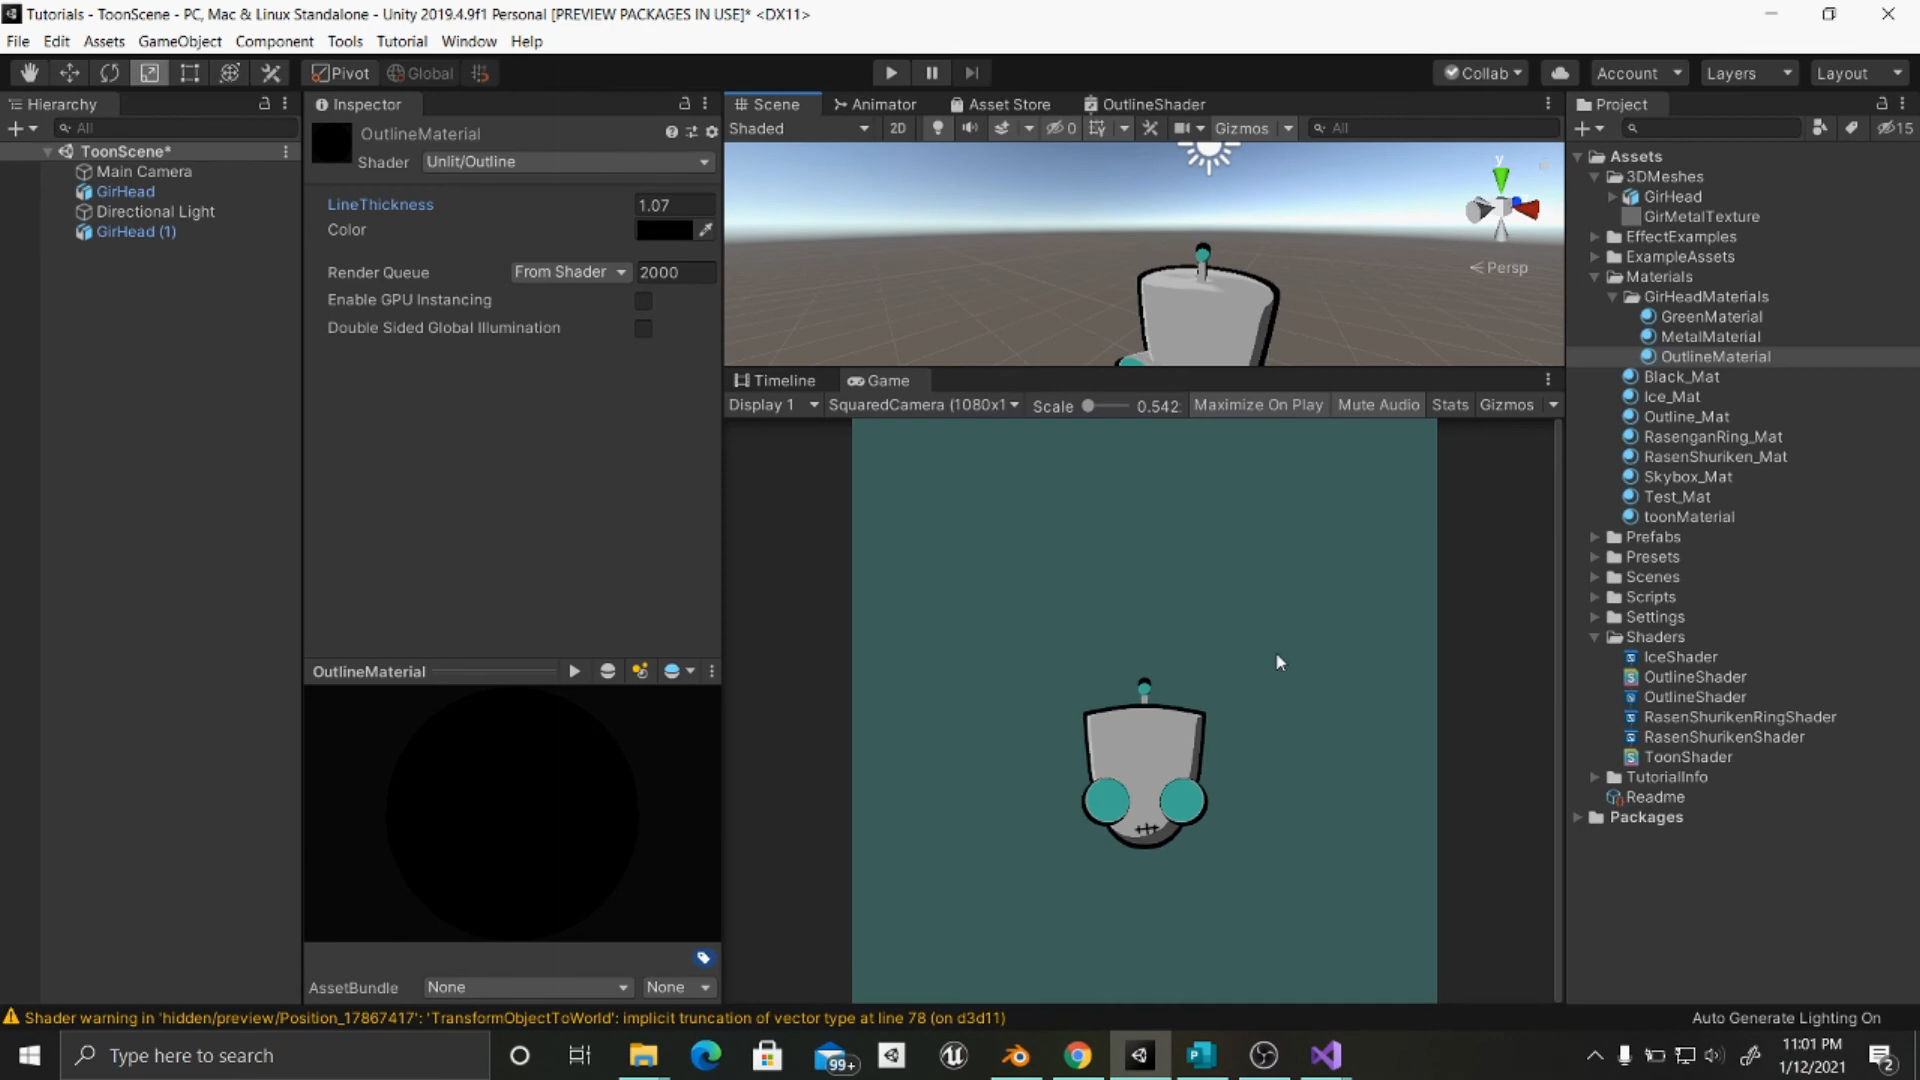 Tutorials - ToonScene - PC, Mac & Linux Standalone - Unity 2019.4.9f1 Personal [PREVIEW PACKAGES IN USE]* <DX11>
File Edit Assets GameObject Component Tools Tutorial Window Help
Pivot Global Collab Account Layers Layout
Hierarchy
All
ToonScene*
Main Camera
GirHead
Directional Light
GirHead (1)
Inspector
OutlineMaterial
Shader Unlit/Outline
LineThickness 1.07
Color
Render Queue From Shader 2000
Enable GPU Instancing
Double Sided Global Illumination
OutlineMaterial
AssetBundle None None
Scene Animator Asset Store OutlineShader
Shaded 2D 0 Gizmos All
y
Persp
Timeline Game
Display 1 SquaredCamera (1080x1 Scale 0.542 Maximize On Play Mute Audio Stats Gizmos
Project
15
Assets
3DMeshes
GirHead
GirMetalTexture
EffectExamples
ExampleAssets
Materials
GirHeadMaterials
GreenMaterial
MetalMaterial
OutlineMaterial
Black_Mat
Ice_Mat
Outline_Mat
RasenganRing_Mat
RasenShuriken_Mat
Skybox_Mat
Test_Mat
toonMaterial
Prefabs
Presets
Scenes
Scripts
Settings
Shaders
IceShader
OutlineShader
OutlineShader
RasenShurikenRingShader
RasenShurikenShader
ToonShader
TutorialInfo
Readme
Packages
Shader warning in 'hidden/preview/Position_17867417': 'TransformObjectToWorld': implicit truncation of vector type at line 78 (on d3d11)
Auto Generate Lighting On
Type here to search
99+
11:01 PM
1/12/2021
2